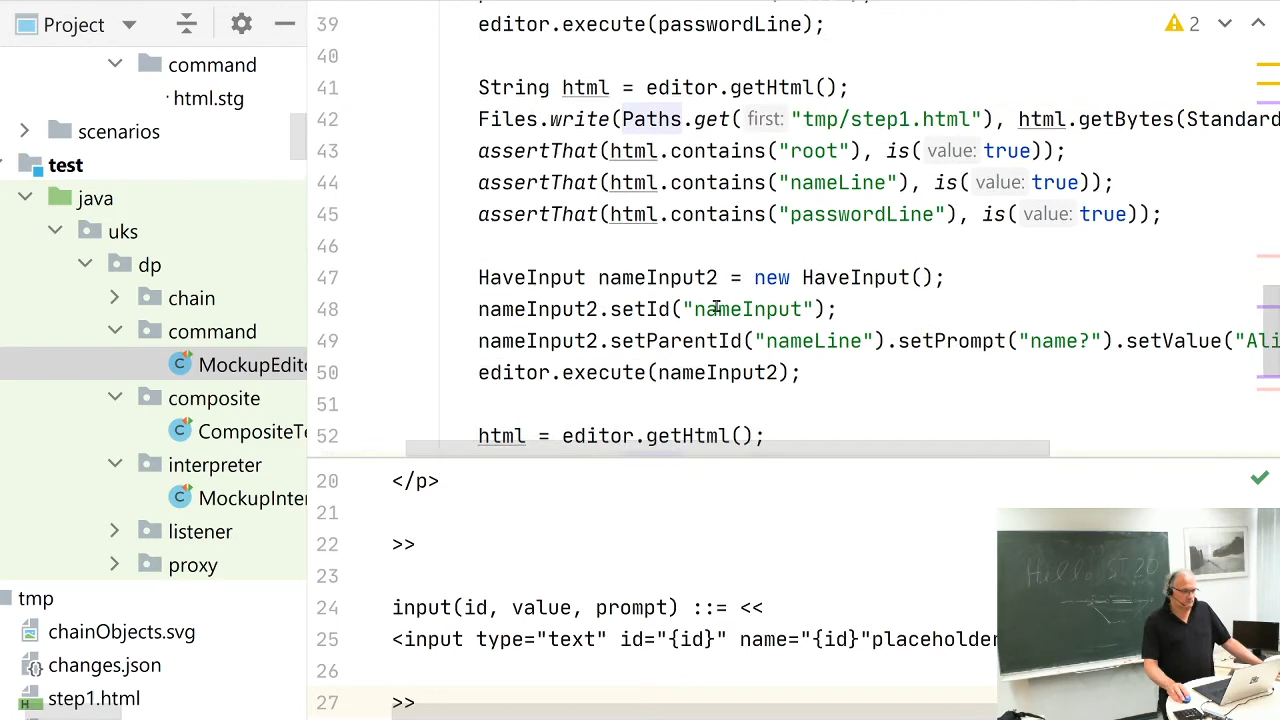 Project
command
html.stg
scenarios
test
java
uks
dp
chain
command
MockupEdito
composite
CompositeTe
interpreter
MockupInter
listener
proxy
tmp
chainObjects.svg
changes.json
step1.html
2
39 editor.execute(passwordLine);
40
41 String html = editor.getHtml();
42 Files.write(Paths.get( first: "tmp/step1.html"), html.getBytes(Standard
43 assertThat(html.contains("root"), is( value: true));
44 assertThat(html.contains("nameLine"), is( value: true));
45 assertThat(html.contains("passwordLine"), is( value: true));
46
47 HaveInput nameInput2 = new HaveInput();
48 nameInput2.setId("nameInput");
49 nameInput2.setParentId("nameLine").setPrompt("name?").setValue("Ali
50 editor.execute(nameInput2);
51
52 html = editor.getHtml();
20 </p>
21
22 >>
23
24 input(id, value, prompt) ::= <<
25 <input type="text" id="{id}" name="{id}"placeholder
26
27 >>
Hello ST 20